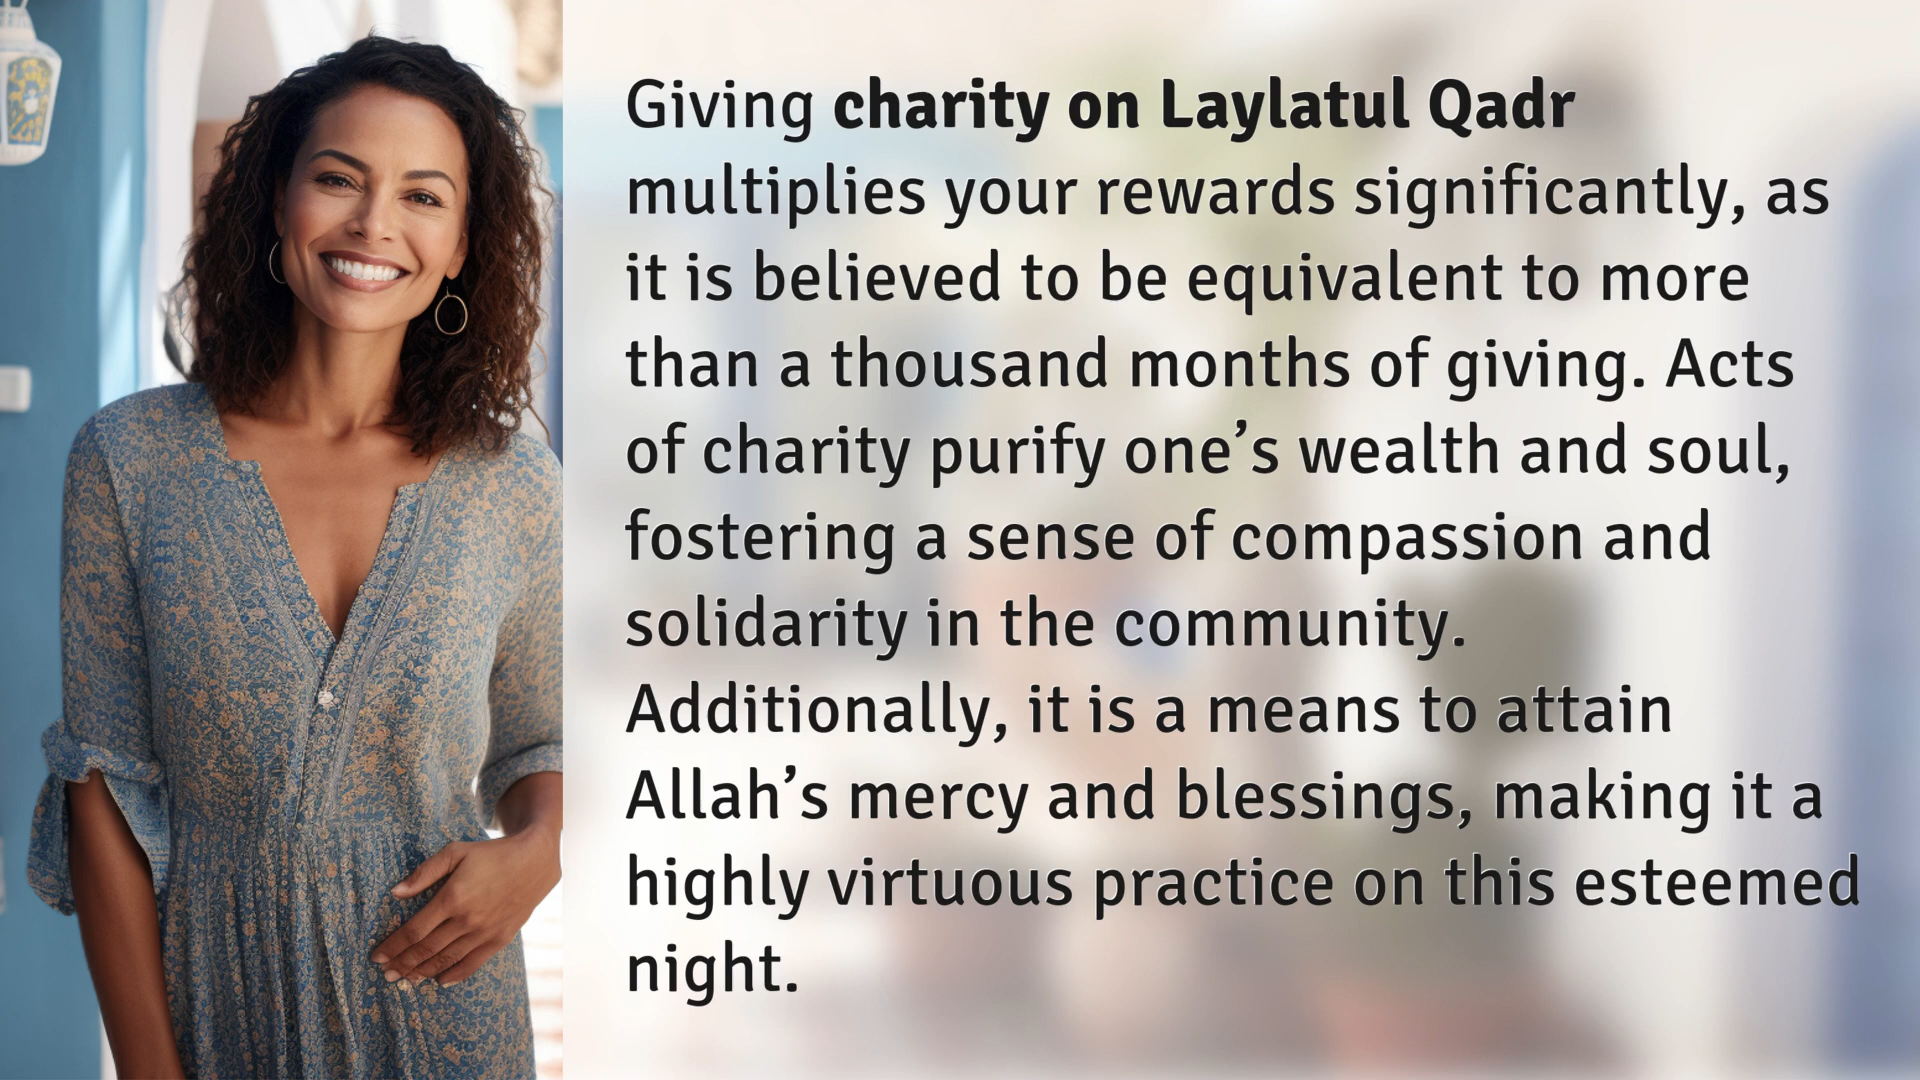 Giving charity on Laylatul Qadr
multiplies your rewards significantly, as
it is believed to be equivalent to more
than a thousand months of giving. Acts
of charity purify one’s wealth and soul,
fostering a sense of compassion and
solidarity in the community.
Additionally, it is a means to attain
Allah’s mercy and blessings, making it a
highly virtuous practice on this esteemed
night.